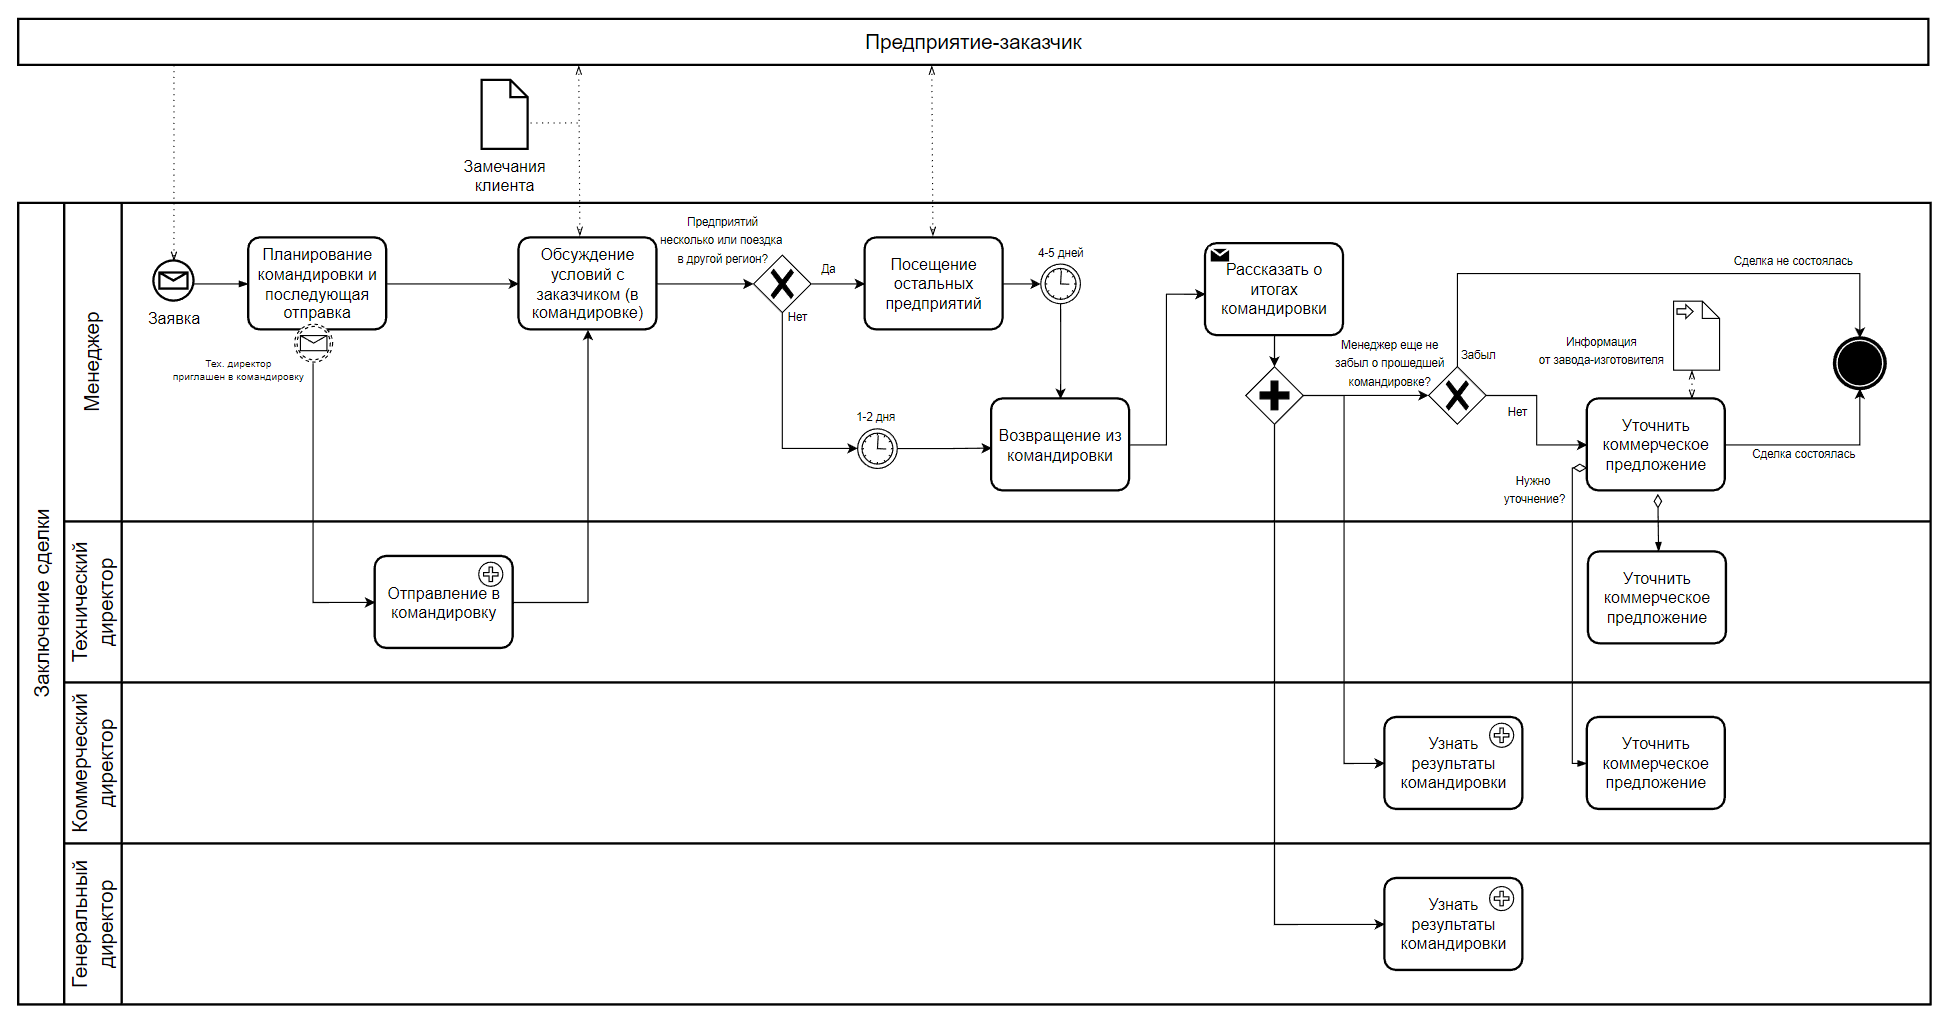 Предприятие-заказчик
Замечания
клиента
Заключение сделки
Менеджер
Заявка
Планирование
командировки и
последующая
отправка
Тех. директор
приглашен в командировку
Обсуждение
условий с
заказчиком (в
командировке)
Предприятий
несколько или поездка
в другой регион?
Да
Нет
Посещение
остальных
предприятий
4-5 дней
1-2 дня
Возвращение из
командировки
Рассказать о
итогах
командировки
Менеджер еще не
забыл о прошедшей
командировке?
Забыл
Нет
Сделка не состоялась
Информация
от завода-изготовителя
Уточнить
коммерческое
предложение
Сделка состоялась
Нужно
уточнение?
Технический
директор
Отправление в
командировку
Уточнить
коммерческое
предложение
Коммерческий
директор
Узнать
результаты
командировки
Уточнить
коммерческое
предложение
Генеральный
директор
Узнать
результаты
командировки